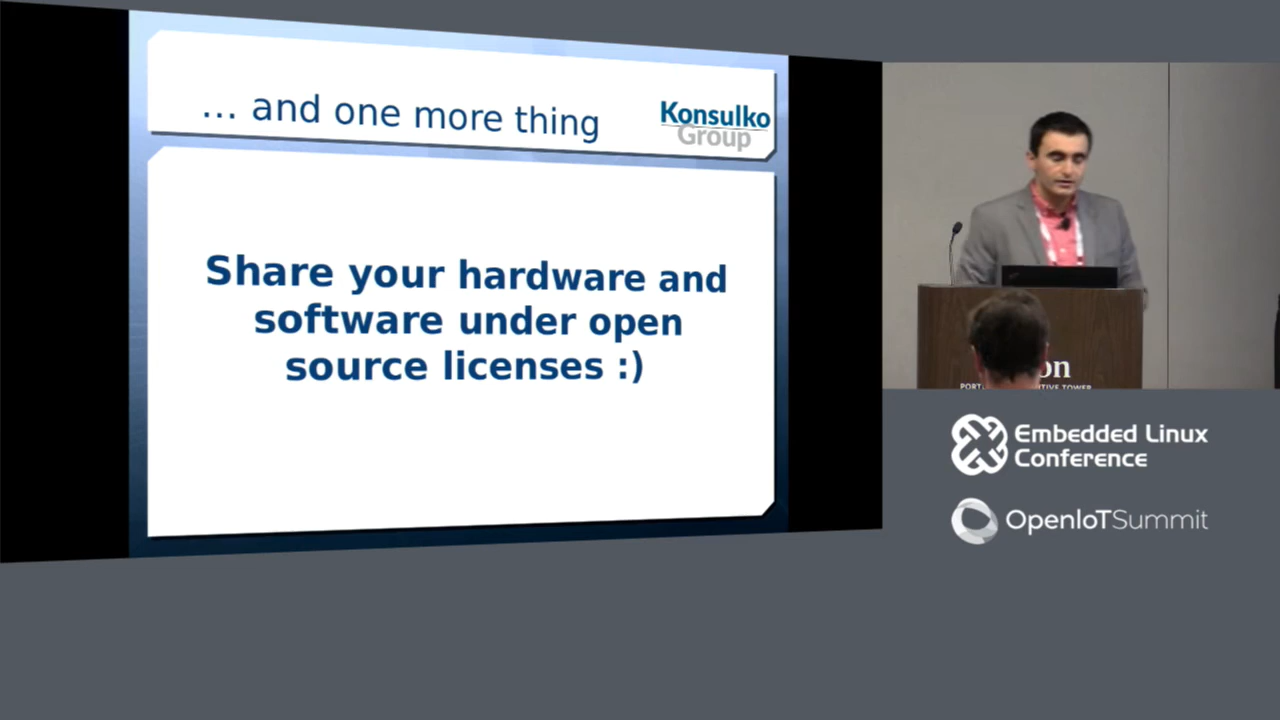 ... and one more thing
Konsulko
Group
Share your hardware and
software under open
source licenses :)
Embedded Linux
Conference
OpenIoTSummit